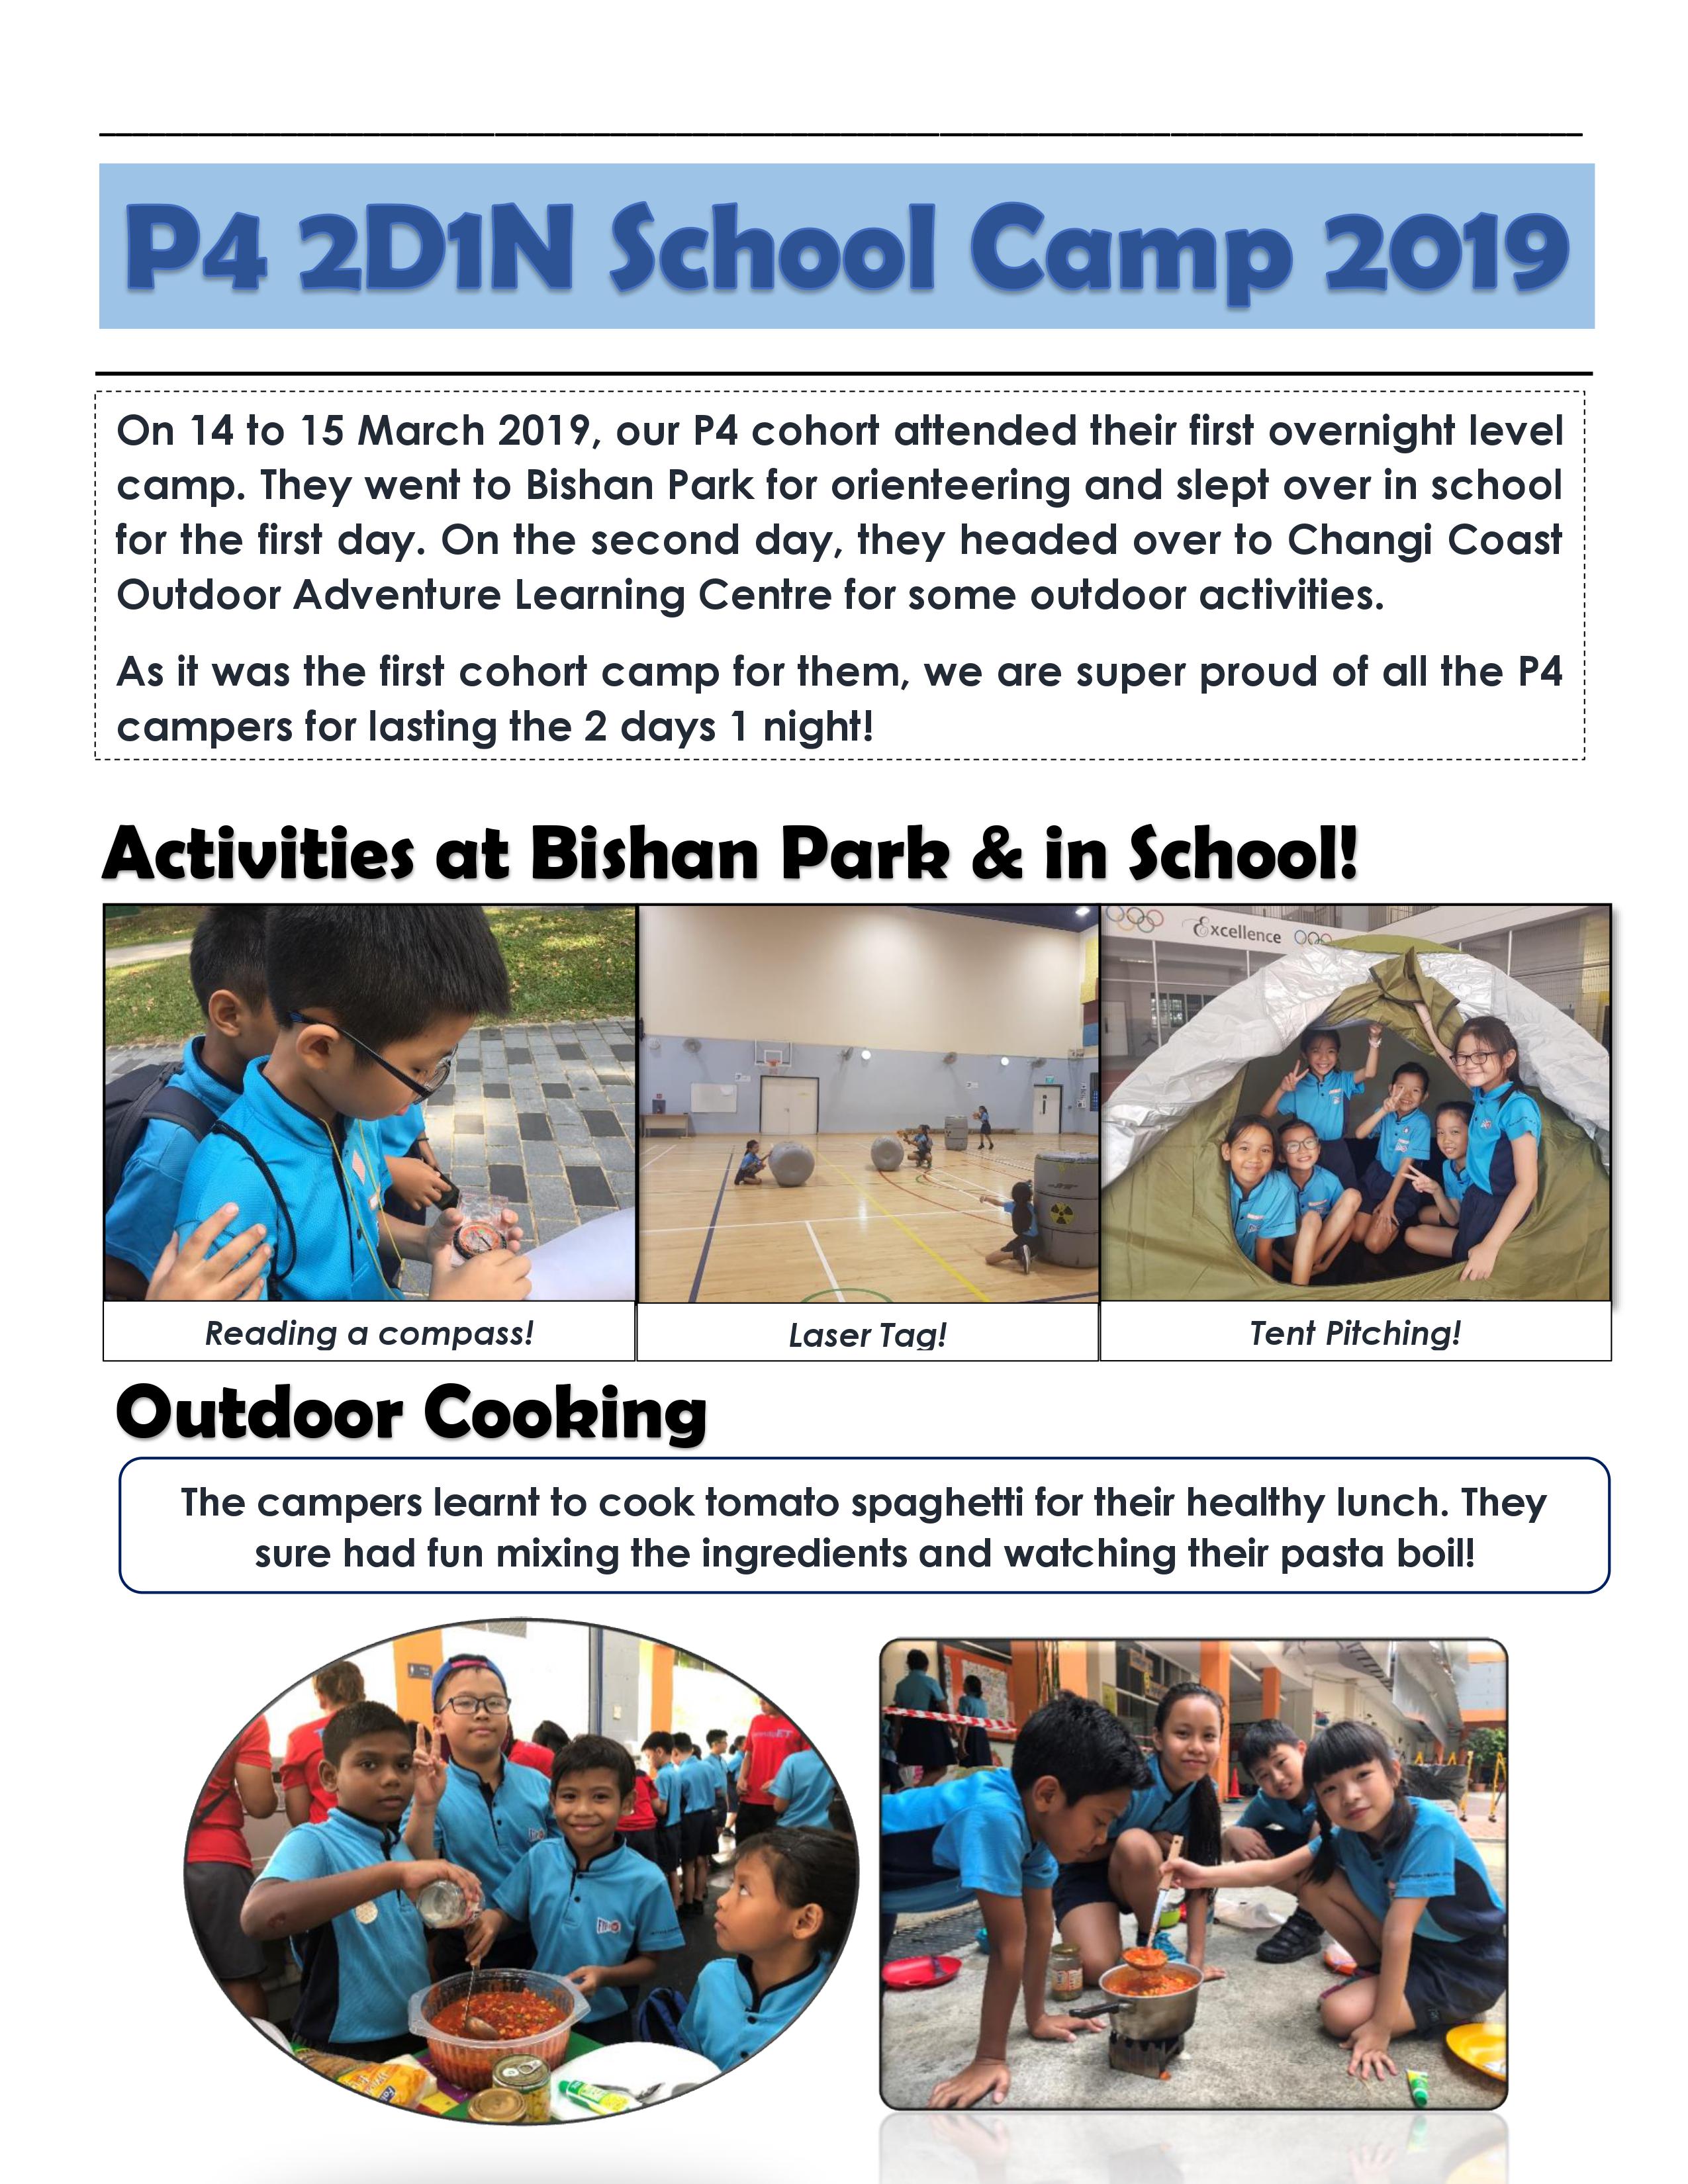 P4 2D1N School Camp 2019
On 14 to 15 March 2019, our P4 cohort attended their first overnight level
camp. They went to Bishan Park for orienteering and slept over in school
for the first day. On the second day, they headed over to Changi Coast
Outdoor Adventure Learning Centre for some outdoor activities.
As it was the first cohort camp for them, we are super proud of all the P4
campers for lasting the 2 days 1 night!
Activities at Bishan Park & in School!
Excellence
Reading a compass!
Laser Tag!
Tent Pitching!
Outdoor Cooking
The campers learnt to cook tomato spaghetti for their healthy lunch. They
sure had fun mixing the ingredients and watching their pasta boil!